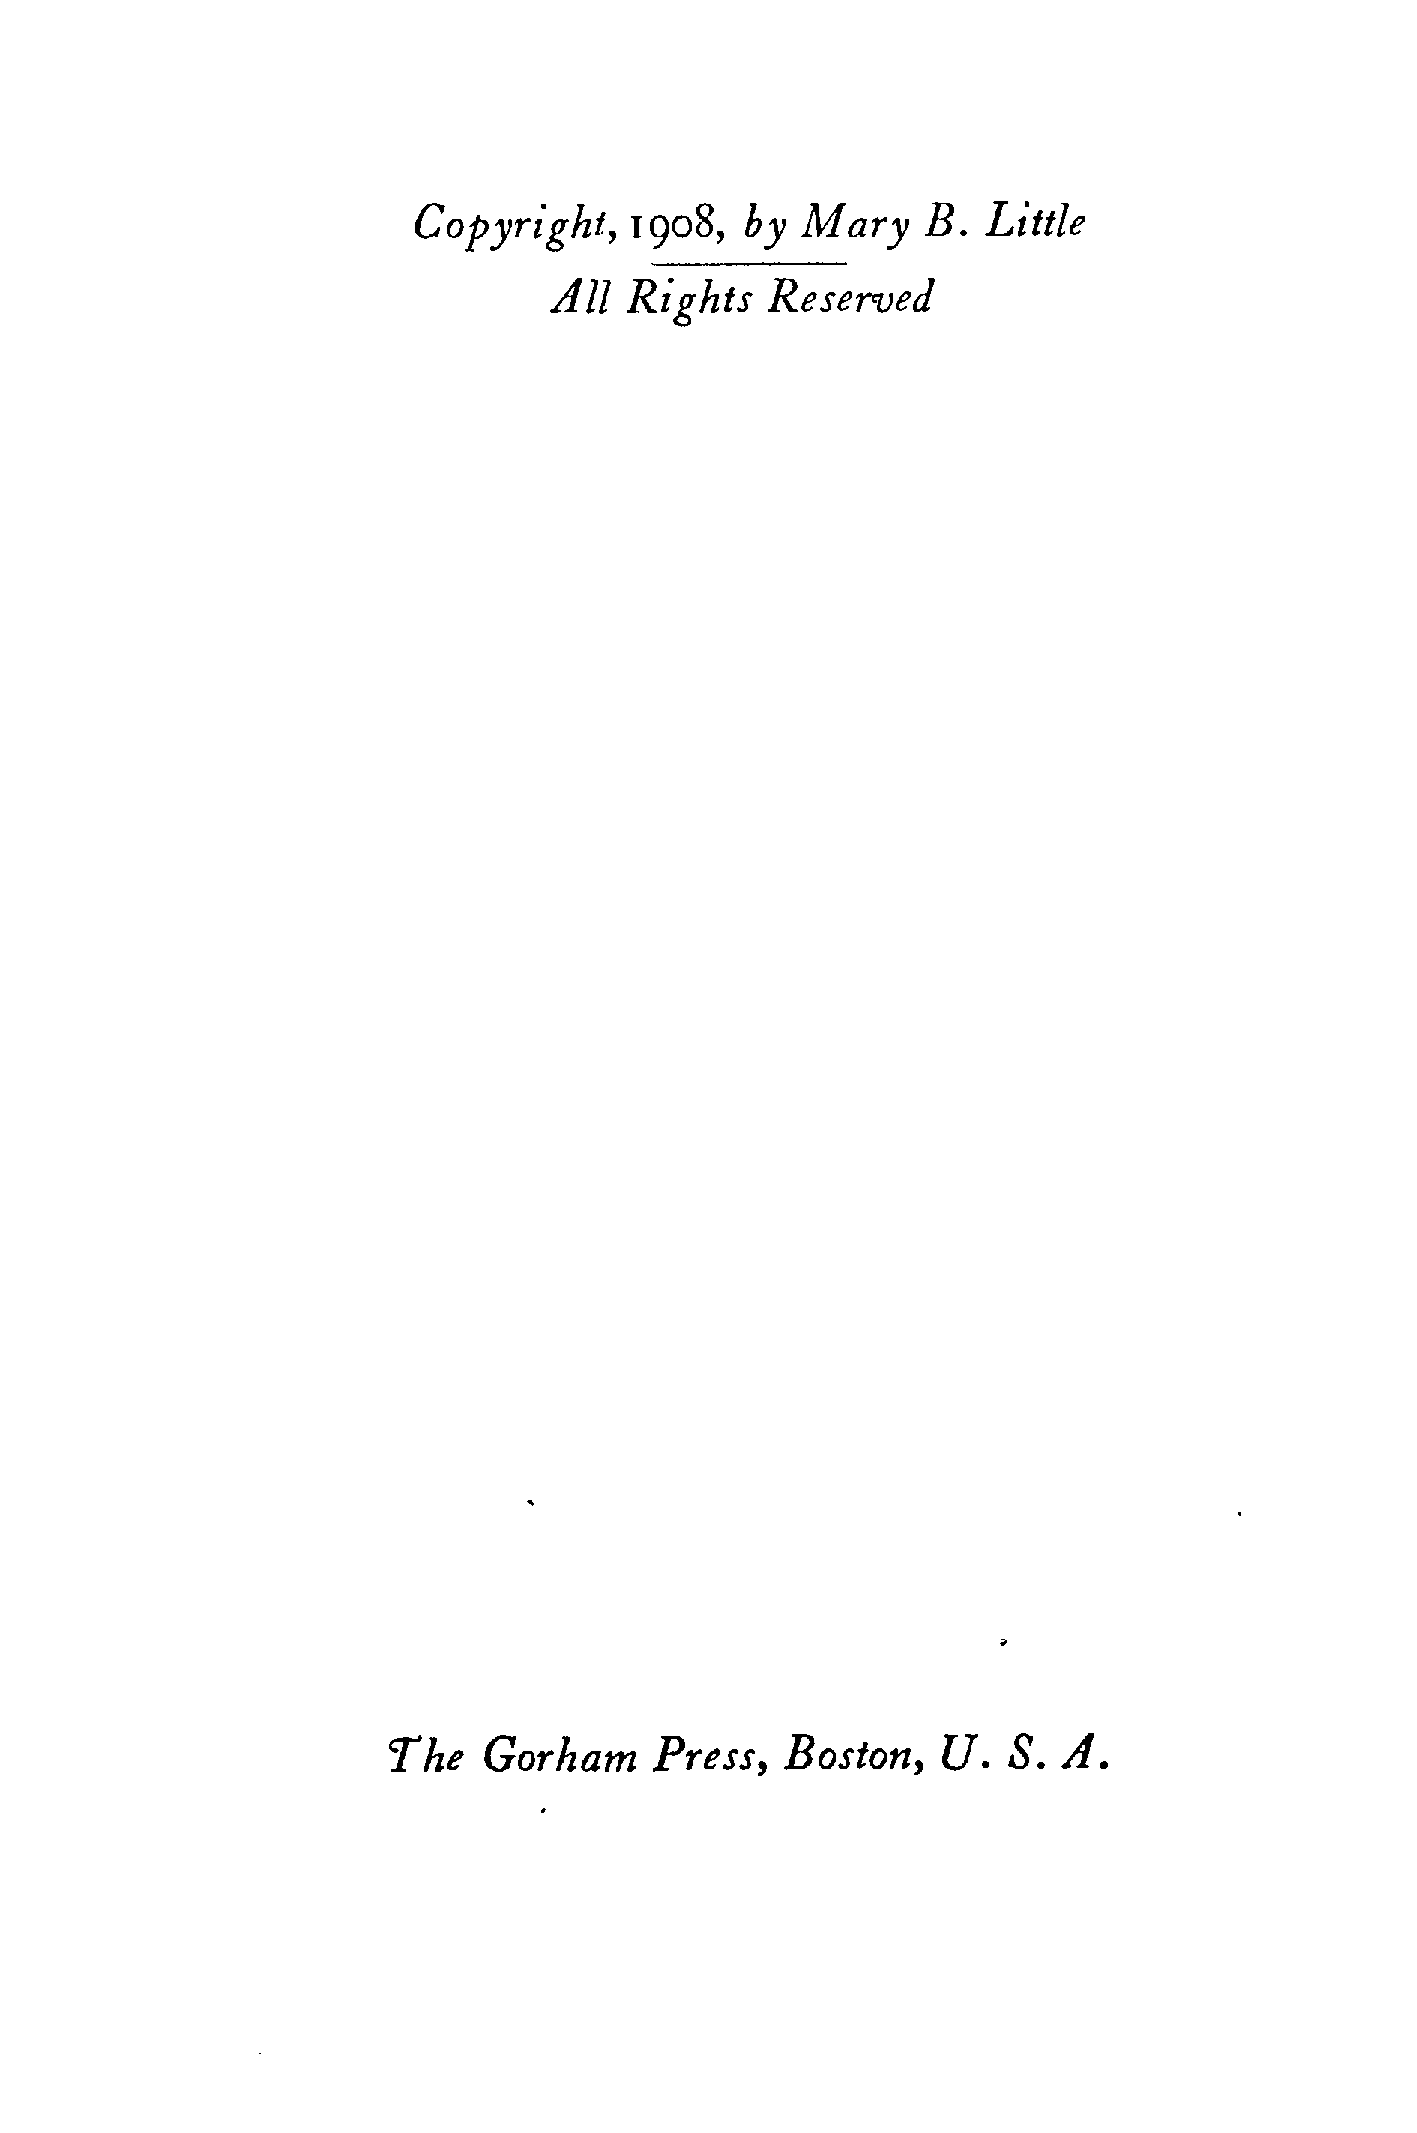 Copyright, 1908, by Mary B. Little
All Rights Reserved
The Gorham Press, Boston, U. S. A.